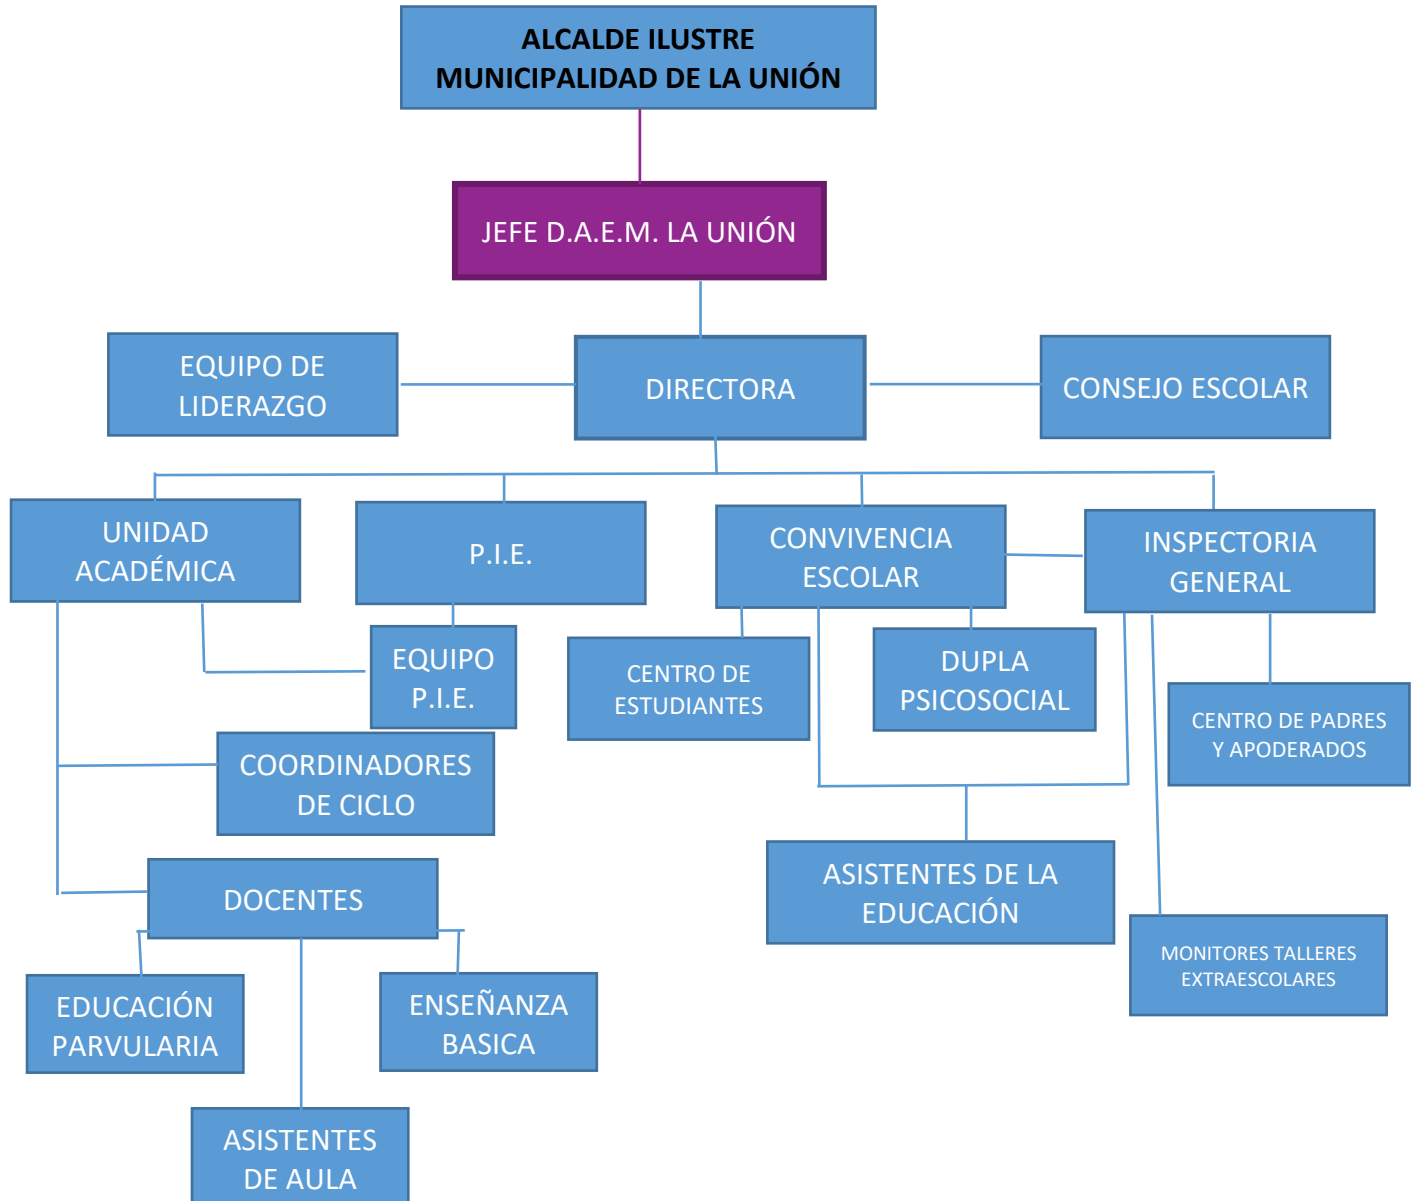 ALCALDE ILUSTRE
MUNICIPALIDAD DE LA UNIÓN
JEFE D.A.E.M. LA UNIÓN
EQUIPO DE
LIDERAZGO
DIRECTORA
CONSEJO ESCOLAR
UNIDAD
ACADÉMICA
P.I.E.
CONVIVENCIA
ESCOLAR
INSPECTORIA
GENERAL
EQUIPO
P.I.E.
CENTRO DE
ESTUDIANTES
DUPLA
PSICOSOCIAL
CENTRO DE PADRES
Y APODERADOS
COORDINADORES
DE CICLO
DOCENTES
ASISTENTES DE LA
EDUCACIÓN
MONITORES TALLERES
EXTRAESCOLARES
EDUCACIÓN
PARVULARIA
ENSEÑANZA
BASICA
ASISTENTES
DE AULA